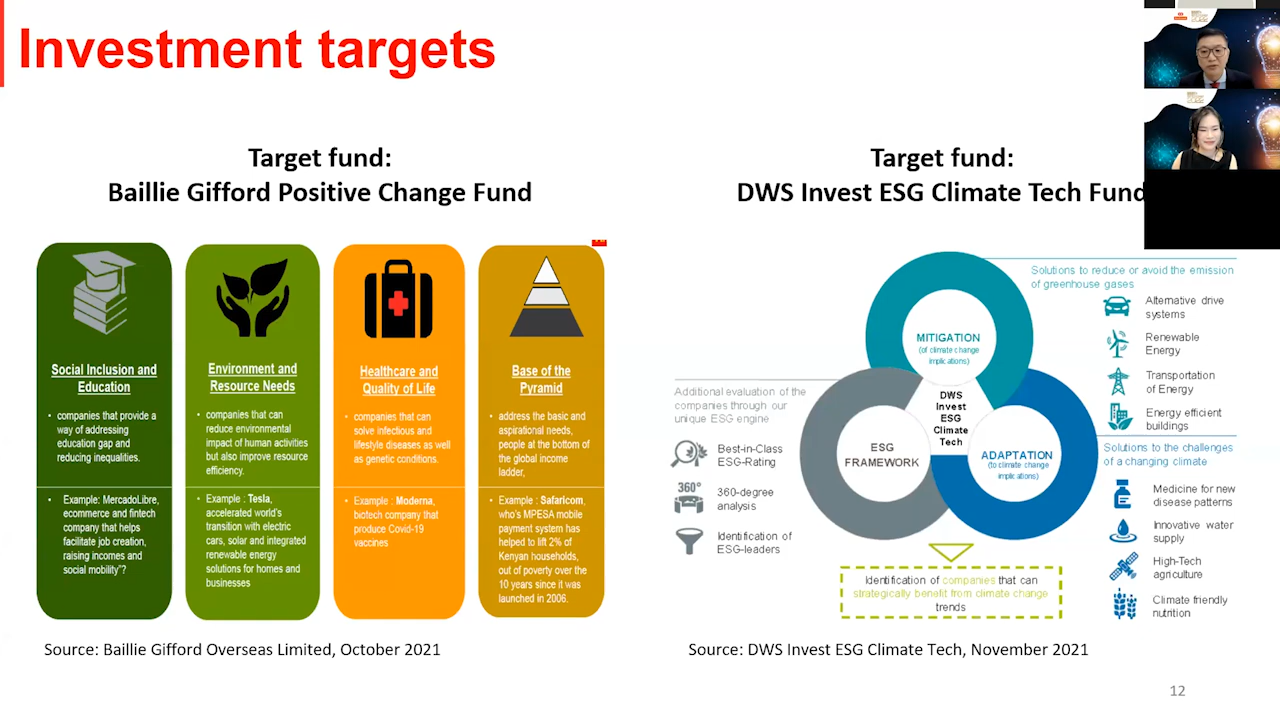 Investment targets
Target fund:
Baillie Gifford Positive Change Fund
Social Inclusion and
Education
• companies that provide a
way of addressing
education gap and
reducing inequalities.
• Example: MercadoLibre,
ecommerce and fintech
company that helps
facilitate job creation,
raising incomes and
social mobility"?
Environment and
Resource Needs
• companies that can
reduce environmental
impact of human activities
but also improve resource
efficiency.
• Example : Tesla,
accelerated world's
transition with electric
cars, solar and integrated
renewable energy
solutions for homes and
businesses
Healthcare and
Quality of Life
• companies that can
solve infectious and
lifestyle diseases as well
as genetic conditions.
• Example : Moderna,
biotech company that
produce Covid-19
vaccines
Base of the
Pyramid
• address the basic and
aspirational needs,
people at the bottom of
the global income
ladder,
• Example : Safaricom,
who's MPESA mobile
payment system has
helped to lift 2% of
Kenyan households,
out of poverty over the
10 years since it was
launched in 2006.
Source: Baillie Gifford Overseas Limited, October 2021
Target fund:
DWS Invest ESG Climate Tech Fund
Additional evaluation of the
companies through our
unique ESG engine
Best-in-Class
ESG-Rating
360°
360-degree
analysis
Identification of
ESG-leaders
MITIGATION
(of climate change
implications)
DWS
Invest
ESG
Climate
Tech
ESG
FRAMEWORK
ADAPTATION
(to climate change
implications)
Identification of companies that can
strategically benefit from climate change
trends
Solutions to reduce or avoid the emission
of greenhouse gases
Alternative drive
systems
Renewable
Energy
Transportation
of Energy
Energy efficient
buildings
Solutions to the challenges
of a changing climate
Medicine for new
disease patterns
Innovative water
supply
High-Tech
agriculture
Climate friendly
nutrition
Source: DWS Invest ESG Climate Tech, November 2021
12